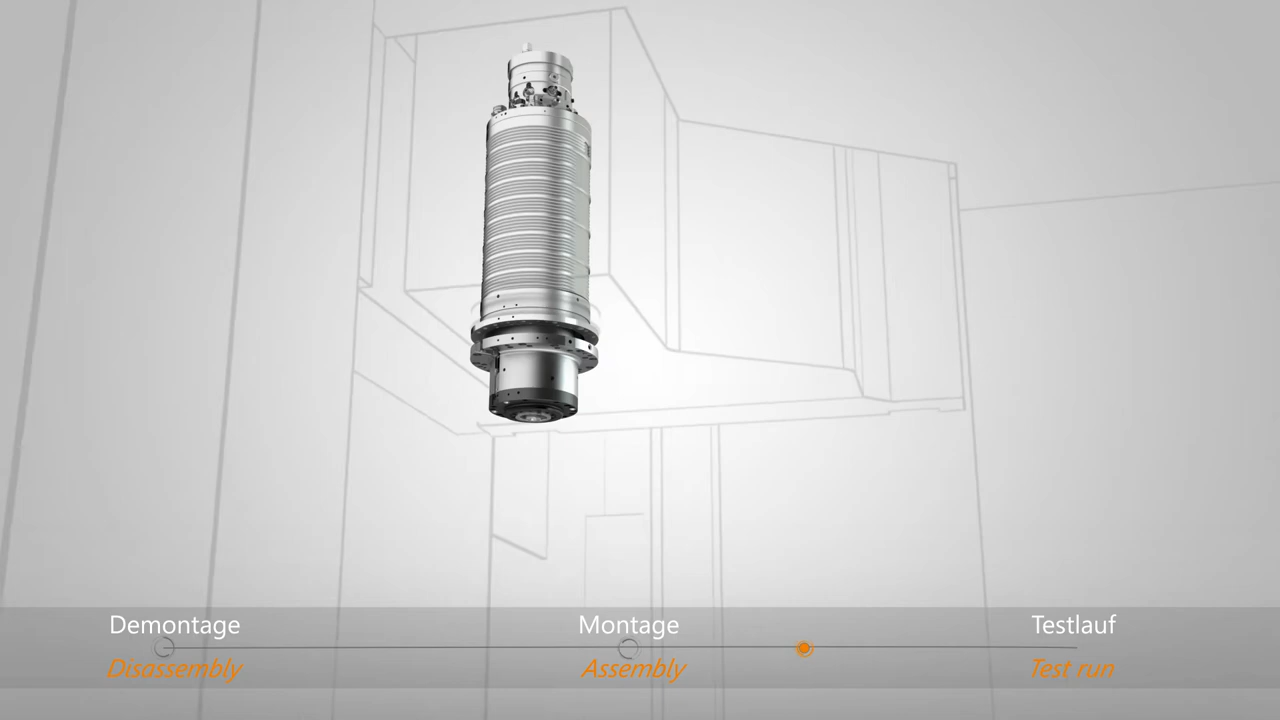 Demontage
Disassembly
Montage
Assembly
Testlauf
Test run